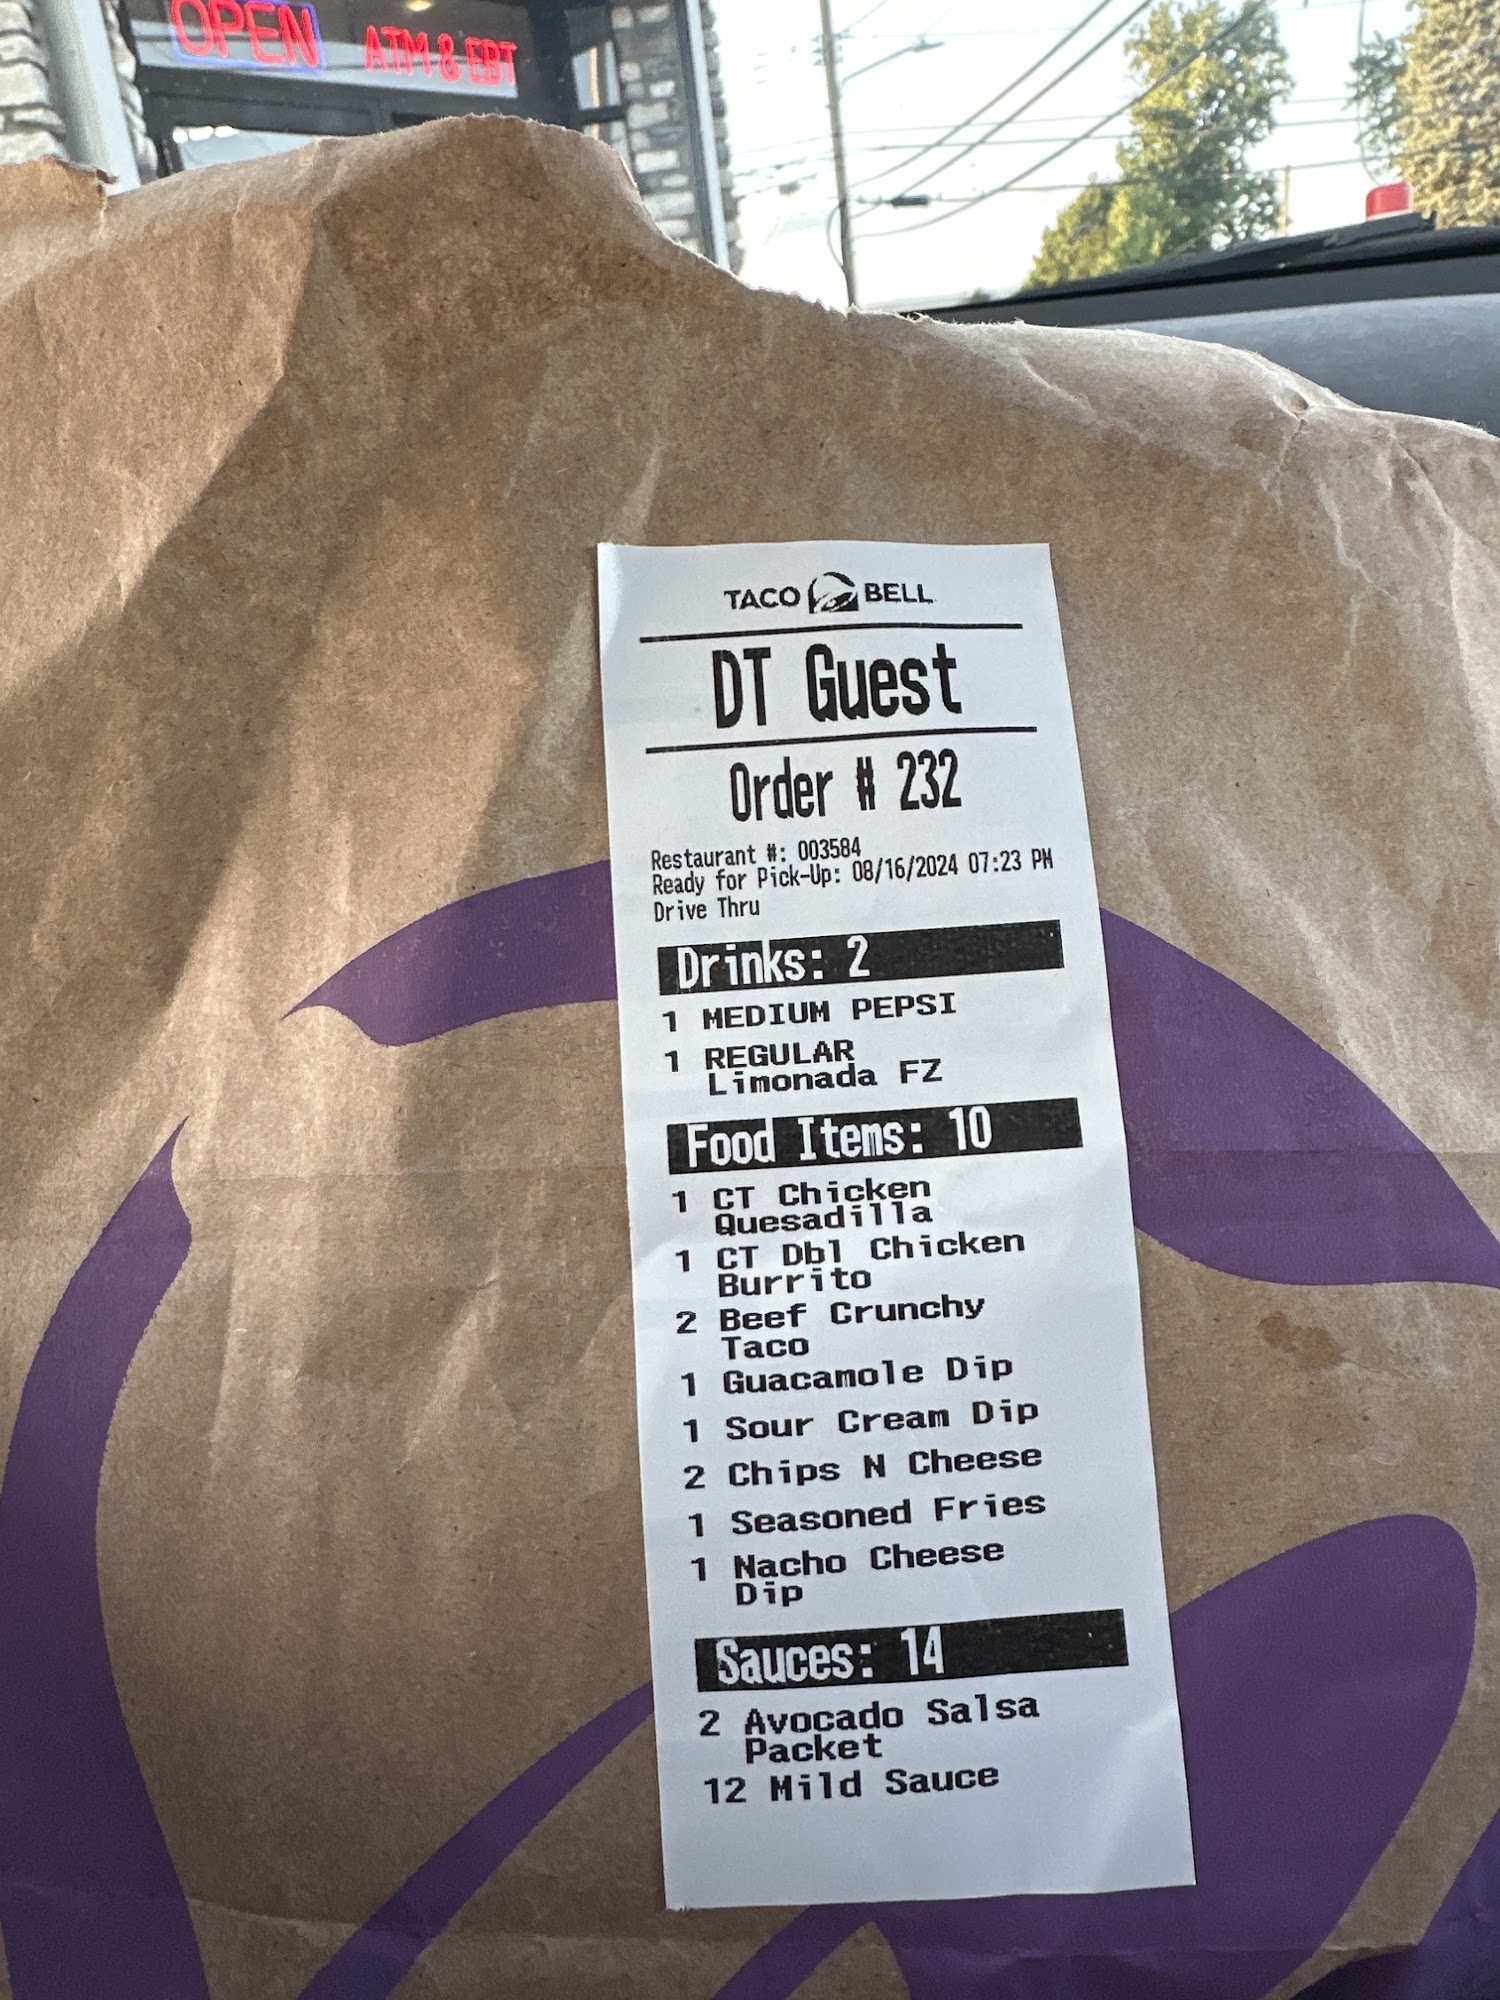 OPEN
ATM & EBT
TACO BELL
DT Guest
Order # 232
Restaurant #: 003584
Ready for Pick-Up: 08/16/2024 07:23 PM
Drive Thru
Drinks: 2
1 MEDIUM PEPSI
1 REGULAR
Limonada FZ
Food Items: 10
1 CT Chicken
Quesadilla
1 CT Dbl Chicken
Burrito
2 Beef Crunchy
Taco
1 Guacamole Dip
1 Sour Cream Dip
2 Chips N Cheese
1 Seasoned Fries
1 Nacho Cheese
Dip
Sauces: 14
2 Avocado Salsa
Packet
12 Mild Sauce